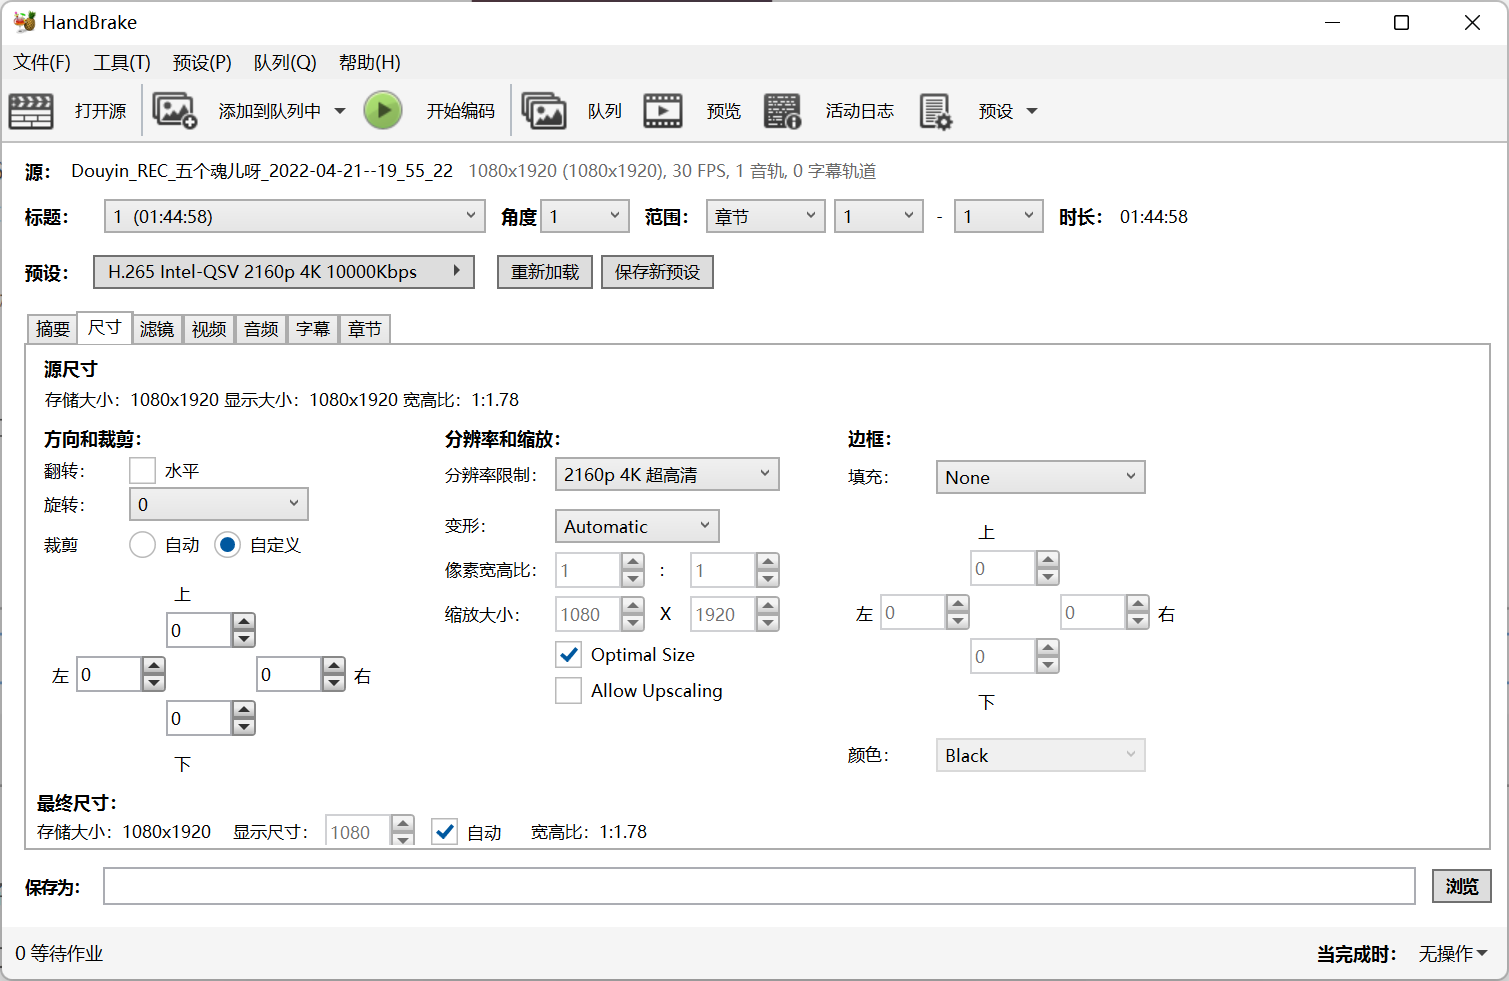 HandBrake
文件(F) 工具(T) 预设(P) 队列(Q) 帮助(H)
打开源 添加到队列中 开始编码 队列 预览 活动日志 预设
源： Douyin_REC_五个魂儿呀_2022-04-21--19_55_22 1080x1920 (1080x1920), 30 FPS, 1 音轨, 0 字幕轨道
标题： 1 (01:44:58) 角度 1 范围： 章节 1 - 1 时长： 01:44:58
预设： H.265 Intel-QSV 2160p 4K 10000Kbps 重新加载 保存新预设
摘要 尺寸 滤镜 视频 音频 字幕 章节
源尺寸
存储大小：1080x1920 显示大小：1080x1920 宽高比：1:1.78
方向和裁剪：
翻转： 水平
旋转： 0
裁剪 自动 自定义
上
0
左 0 0 右
0
下
分辨率和缩放：
分辨率限制： 2160p 4K 超高清
变形： Automatic
像素宽高比： 1 : 1
缩放大小： 1080 X 1920
Optimal Size
Allow Upscaling
边框：
填充： None
上
0
左 0 0 右
0
下
颜色： Black
最终尺寸：
存储大小：1080x1920 显示尺寸： 1080 自动 宽高比：1:1.78
保存为： 浏览
0 等待作业 当完成时： 无操作